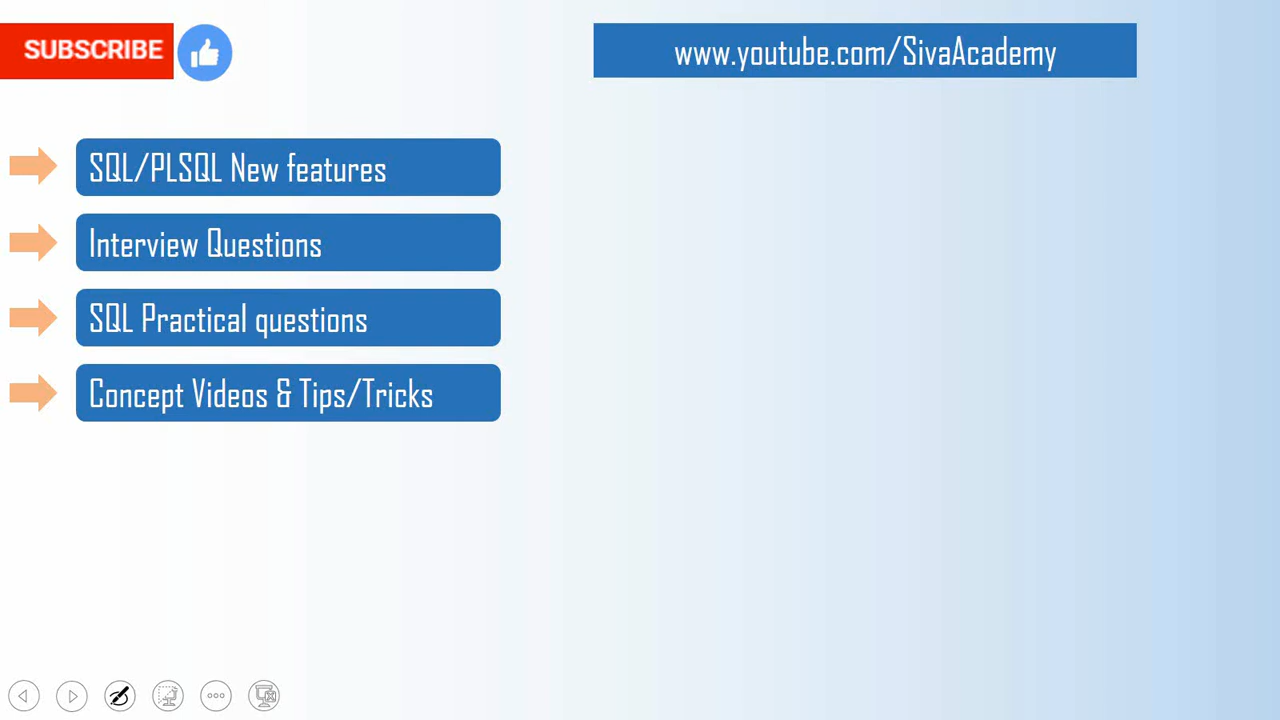 SUBSCRIBE
www.youtube.com/SivaAcademy
SQL/PLSQL New features
Interview Questions
SQL Practical questions
Concept Videos & Tips/Tricks